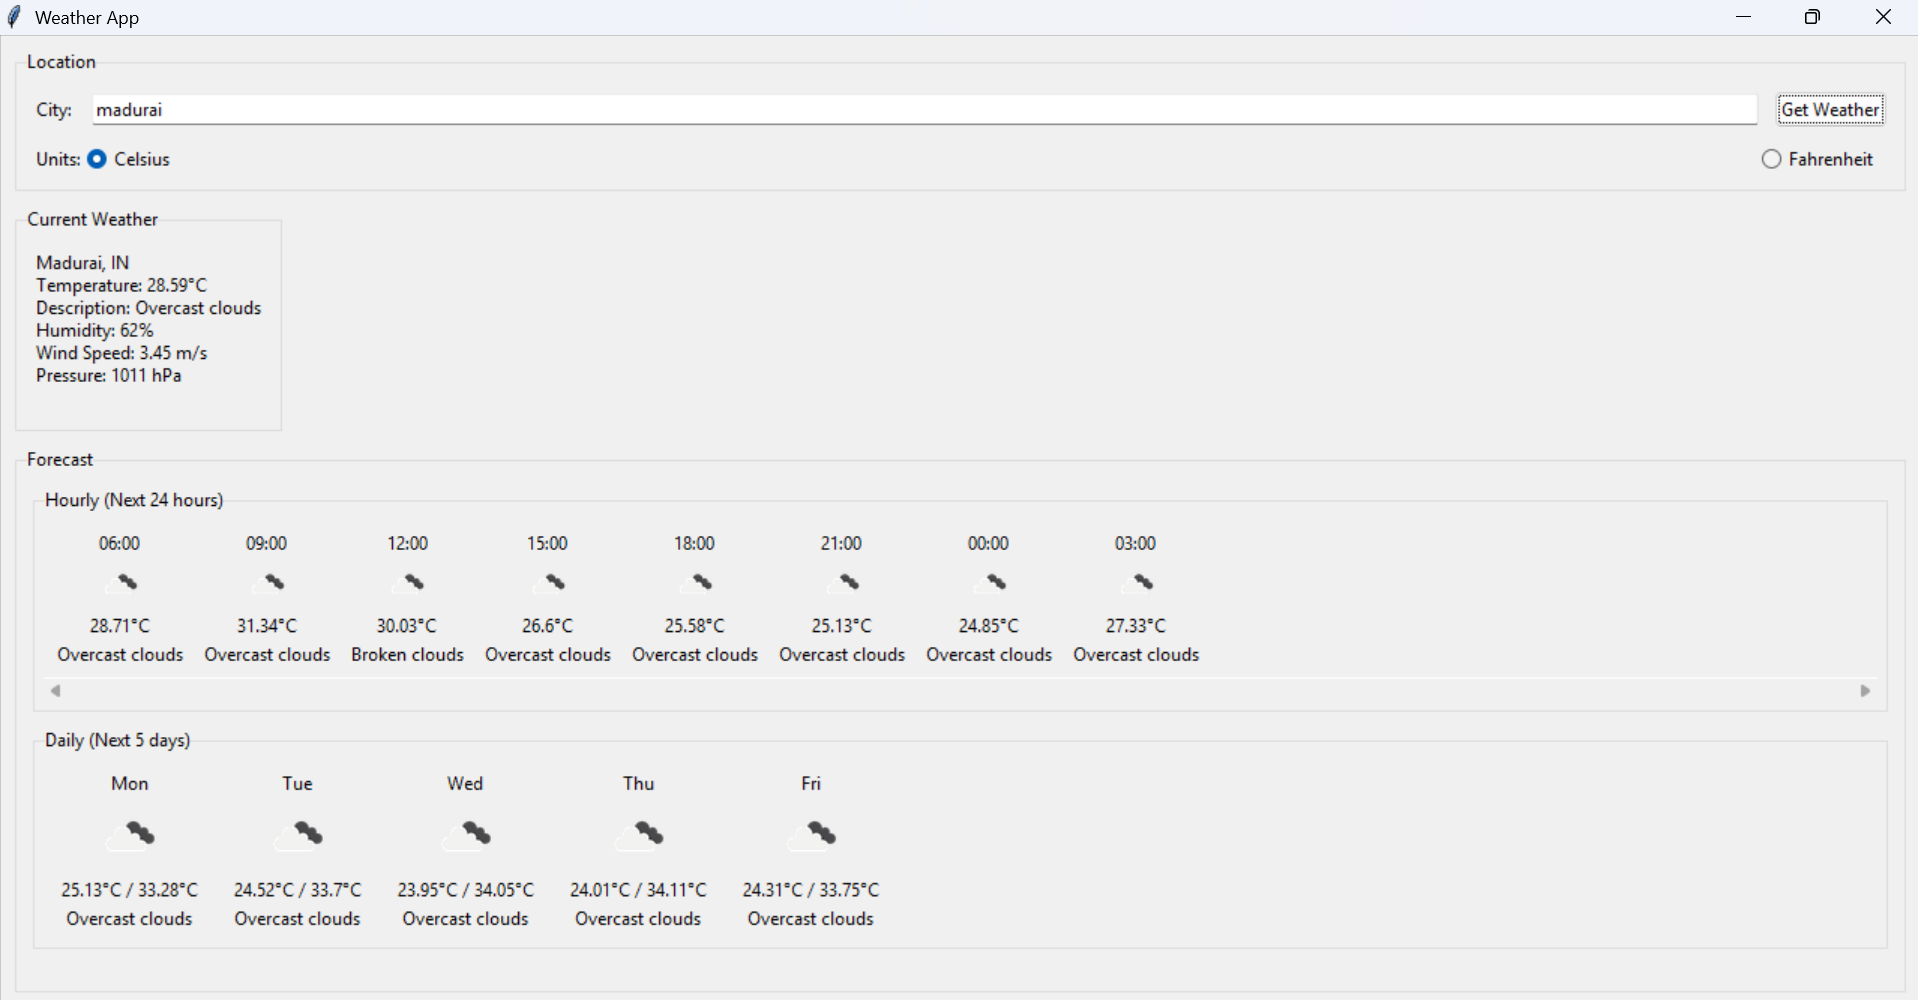 Weather App
Location
City: madurai Get Weather
Units: Celsius Fahrenheit
Current Weather
Madurai, IN
Temperature: 28.59°C
Description: Overcast clouds
Humidity: 62%
Wind Speed: 3.45 m/s
Pressure: 1011 hPa
Forecast
Hourly (Next 24 hours)
06:00 09:00 12:00 15:00 18:00 21:00 00:00 03:00
28.71°C 31.34°C 30.03°C 26.6°C 25.58°C 25.13°C 24.85°C 27.33°C
Overcast clouds Overcast clouds Broken clouds Overcast clouds Overcast clouds Overcast clouds Overcast clouds Overcast clouds
Daily (Next 5 days)
Mon Tue Wed Thu Fri
25.13°C / 33.28°C 24.52°C / 33.7°C 23.95°C / 34.05°C 24.01°C / 34.11°C 24.31°C / 33.75°C
Overcast clouds Overcast clouds Overcast clouds Overcast clouds Overcast clouds